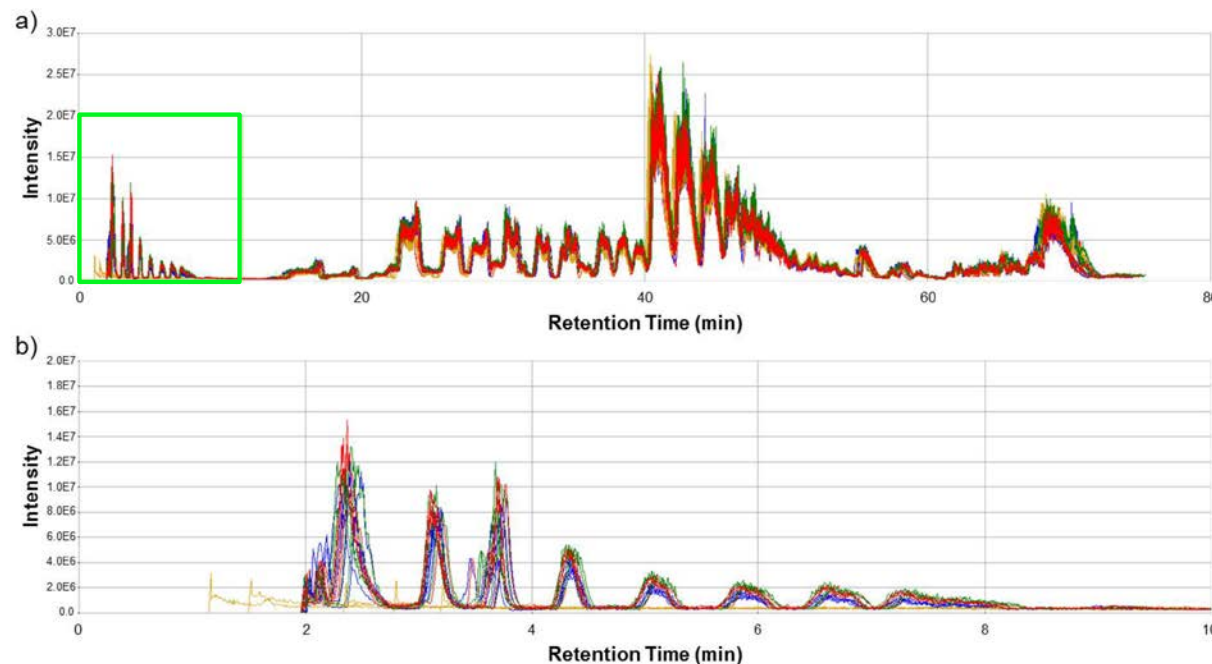 a)
3.0E7
2.5E7
2.0E7
1.5E7
1.0E7
5.0E6
0.0
Intensity
0 20 40 60 80
Retention Time (min)
b)
2.0E7
1.8E7
1.6E7
1.4E7
1.2E7
1.0E7
8.0E6
6.0E6
4.0E6
2.0E6
0.0
Intensity
0 2 4 6 8 10
Retention Time (min)